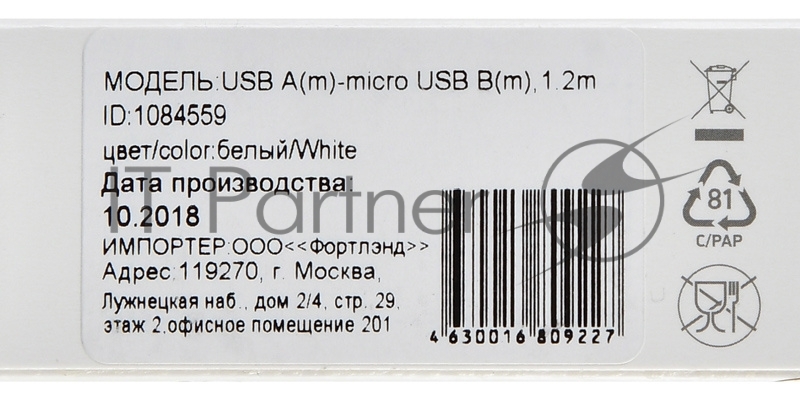 МОДЕЛЬ:USB A(m)-micro USB B(m),1.2m
ID:1084559
цвет/color:белый/White
Дата производства:
10.2018
ИМПОРТЕР:ООО<<Фортлэнд>>
Адрес:119270, г. Москва,
Лужнецкая наб., дом 2/4, стр. 29,
этаж 2,офисное помещение 201
4 630016 809227
81
C/PAP
IT Partner